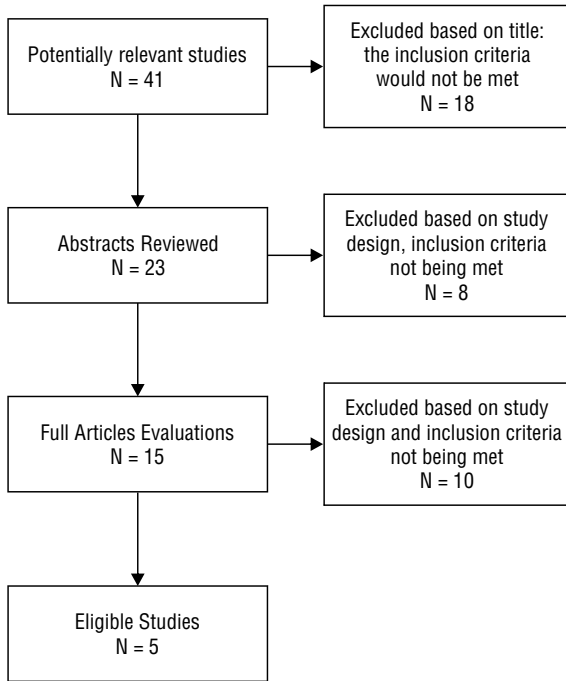 Potentially relevant studies
N = 41
Excluded based on title:
the inclusion criteria
would not be met
N = 18
Abstracts Reviewed
N = 23
Excluded based on study
design, inclusion criteria
not being met
N = 8
Full Articles Evaluations
N = 15
Excluded based on study
design and inclusion criteria
not being met
N = 10
Eligible Studies
N = 5